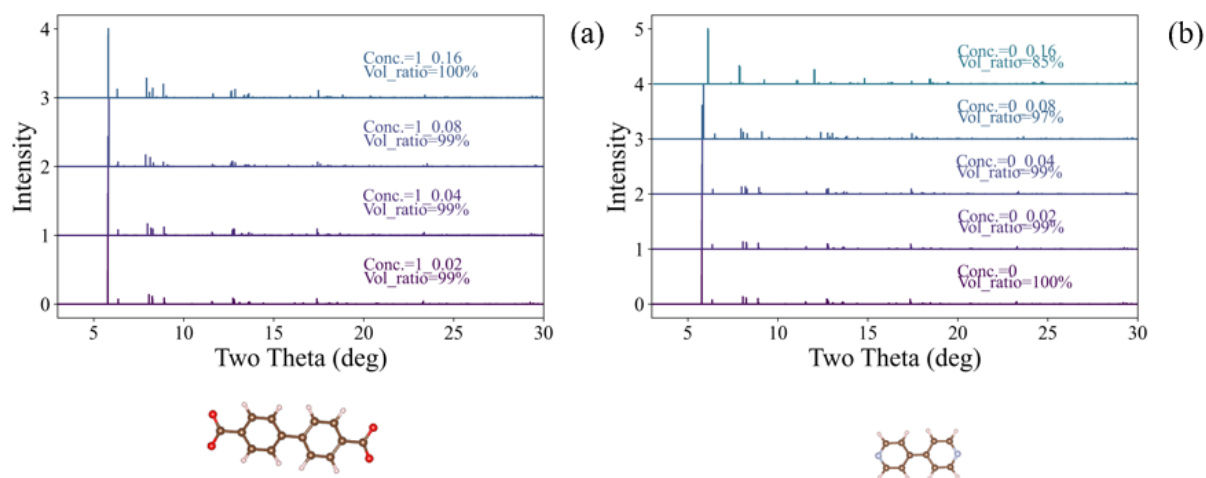 4
3
2
1
0
Intensity
Conc.=1_0.16
Vol_ratio=100%
Conc.=1_0.08
Vol_ratio=99%
Conc.=1_0.04
Vol_ratio=99%
Conc.=1_0.02
Vol_ratio=99%
5 10 15 20 25 30
Two Theta (deg)
(a)
5
4
3
2
1
0
Intensity
Conc.=0_0.16
Vol_ratio=85%
Conc.=0_0.08
Vol_ratio=97%
Conc.=0_0.04
Vol_ratio=99%
Conc.=0_0.02
Vol_ratio=99%
Conc.=0
Vol_ratio=100%
5 10 15 20 25 30
Two Theta (deg)
(b)